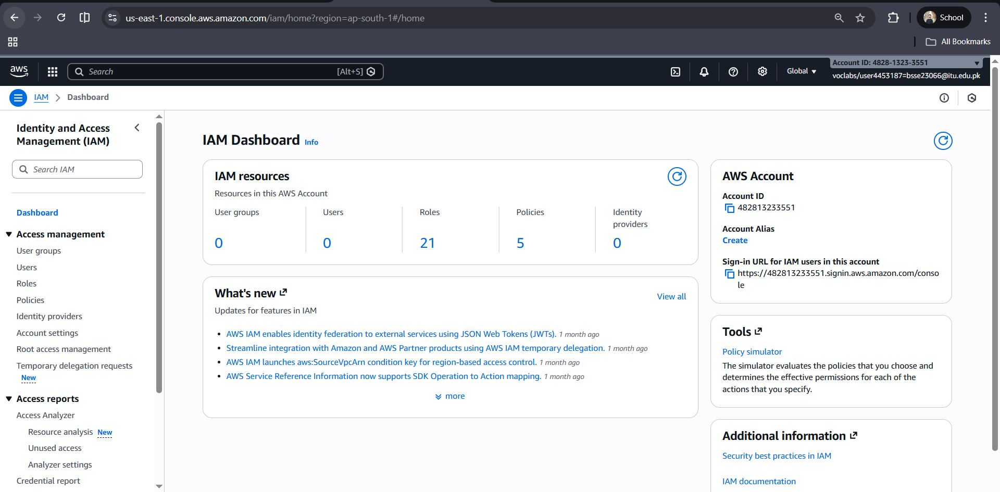 us-east-1.console.aws.amazon.com/iam/home?region=ap-south-1#/home
School
All Bookmarks
aws
Search
[Alt+S]
Global
Account ID: 4828-1323-3551
voclabs/user4453187=bsse23066@itu.edu.pk
IAM
Dashboard
Identity and Access
Management (IAM)
Search IAM
Dashboard
Access management
User groups
Users
Roles
Policies
Identity providers
Account settings
Root access management
Temporary delegation requests
New
Access reports
Access Analyzer
Resource analysis New
Unused access
Analyzer settings
Credential report
IAM Dashboard Info
IAM resources
Resources in this AWS Account
User groups
0
Users
0
Roles
21
Policies
5
Identity
providers
0
What's new
View all
Updates for features in IAM
AWS IAM enables identity federation to external services using JSON Web Tokens (JWTs). 1 month ago
Streamline integration with Amazon and AWS Partner products using AWS IAM temporary delegation. 1 month ago
AWS IAM launches aws:SourceVpcArn condition key for region-based access control. 1 month ago
AWS Service Reference Information now supports SDK Operation to Action mapping. 1 month ago
more
AWS Account
Account ID
482813233551
Account Alias
Create
Sign-in URL for IAM users in this account
https://482813233551.signin.aws.amazon.com/conso
le
Tools
Policy simulator
The simulator evaluates the policies that you choose and
determines the effective permissions for each of the
actions that you specify.
Additional information
Security best practices in IAM
IAM documentation